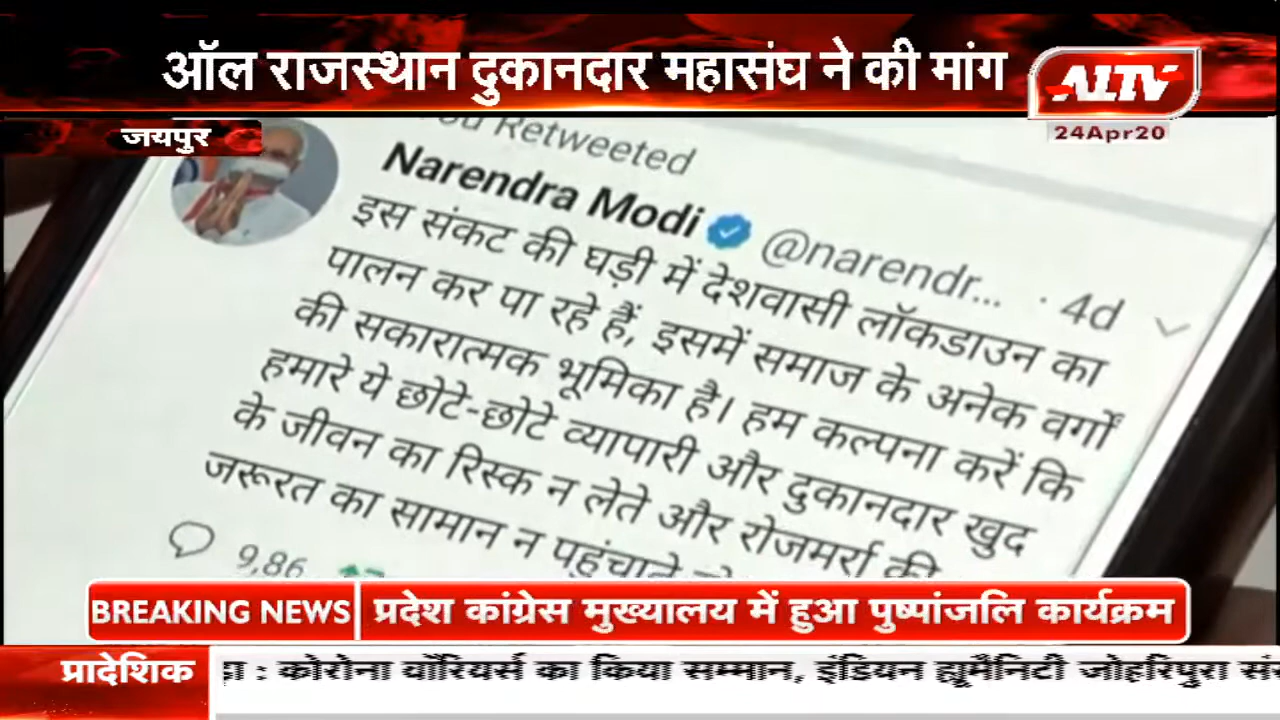 ऑल राजस्थान दुकानदार महासंघ ने की मांग
ALTV
24Apr20
जयपुर
Retweeted
Narendra Modi @narendr... · 4d
इस संकट की घड़ी में देशवासी लॉकडाउन का
पालन कर पा रहे हैं, इसमें समाज के अनेक वर्गों
की सकारात्मक भूमिका है। हम कल्पना करें कि
हमारे ये छोटे-छोटे व्यापारी और दुकानदार खुद
के जीवन का रिस्क न लेते और रोजमर्रा की
जरूरत का सामान न पहुंचाते
9,86
BREAKING NEWS
प्रदेश कांग्रेस मुख्यालय में हुआ पुष्पांजलि कार्यक्रम
प्रादेशिक
: कोरोना वॉरियर्स का किया सम्मान, इंडियन ह्यूमैनिटी जोहरिपुरा